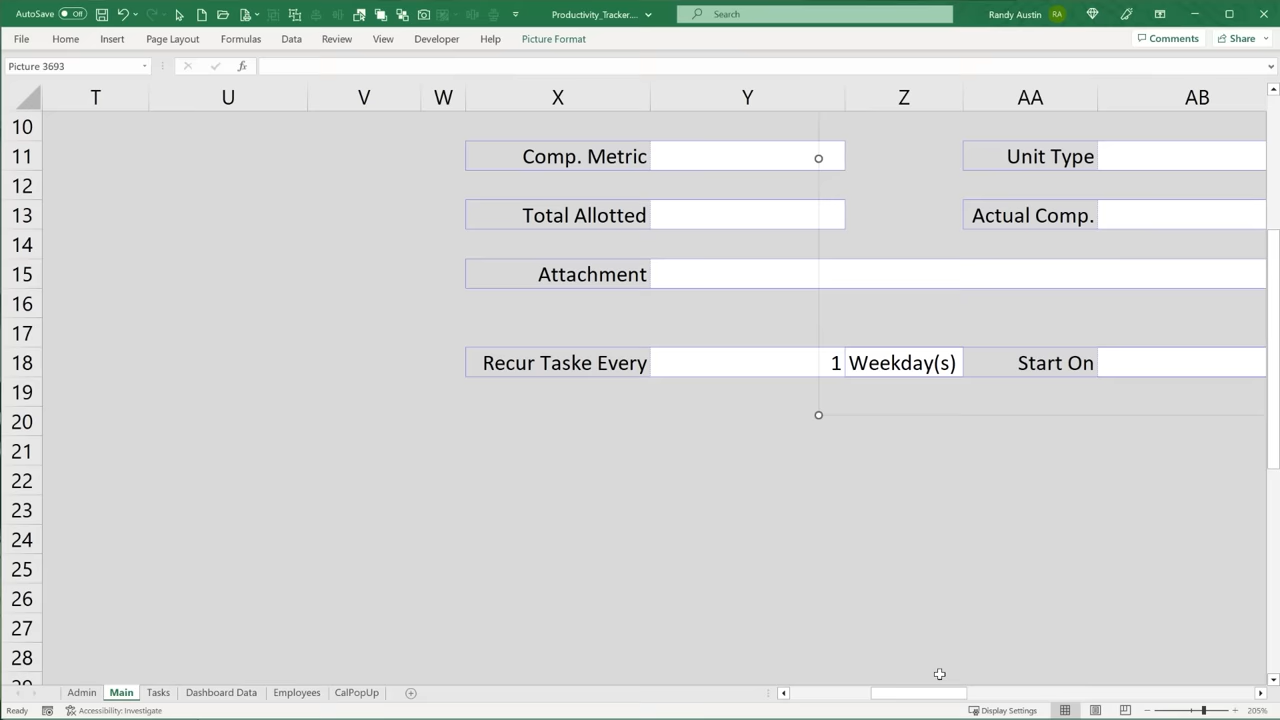 AutoSave Off Productivity_Tracker.... Search Randy Austin RA
File Home Insert Page Layout Formulas Data Review View Developer Help Picture Format Comments Share
Picture 3693 fx
T U V W X Y Z AA AB
10
11 Comp. Metric Unit Type
12
13 Total Allotted Actual Comp.
14
15 Attachment
16
17
18 Recur Taske Every 1 Weekday(s) Start On
19
20
21
22
23
24
25
26
27
28
Admin Main Tasks Dashboard Data Employees CalPopUp
Ready Accessibility: Investigate Display Settings 205%